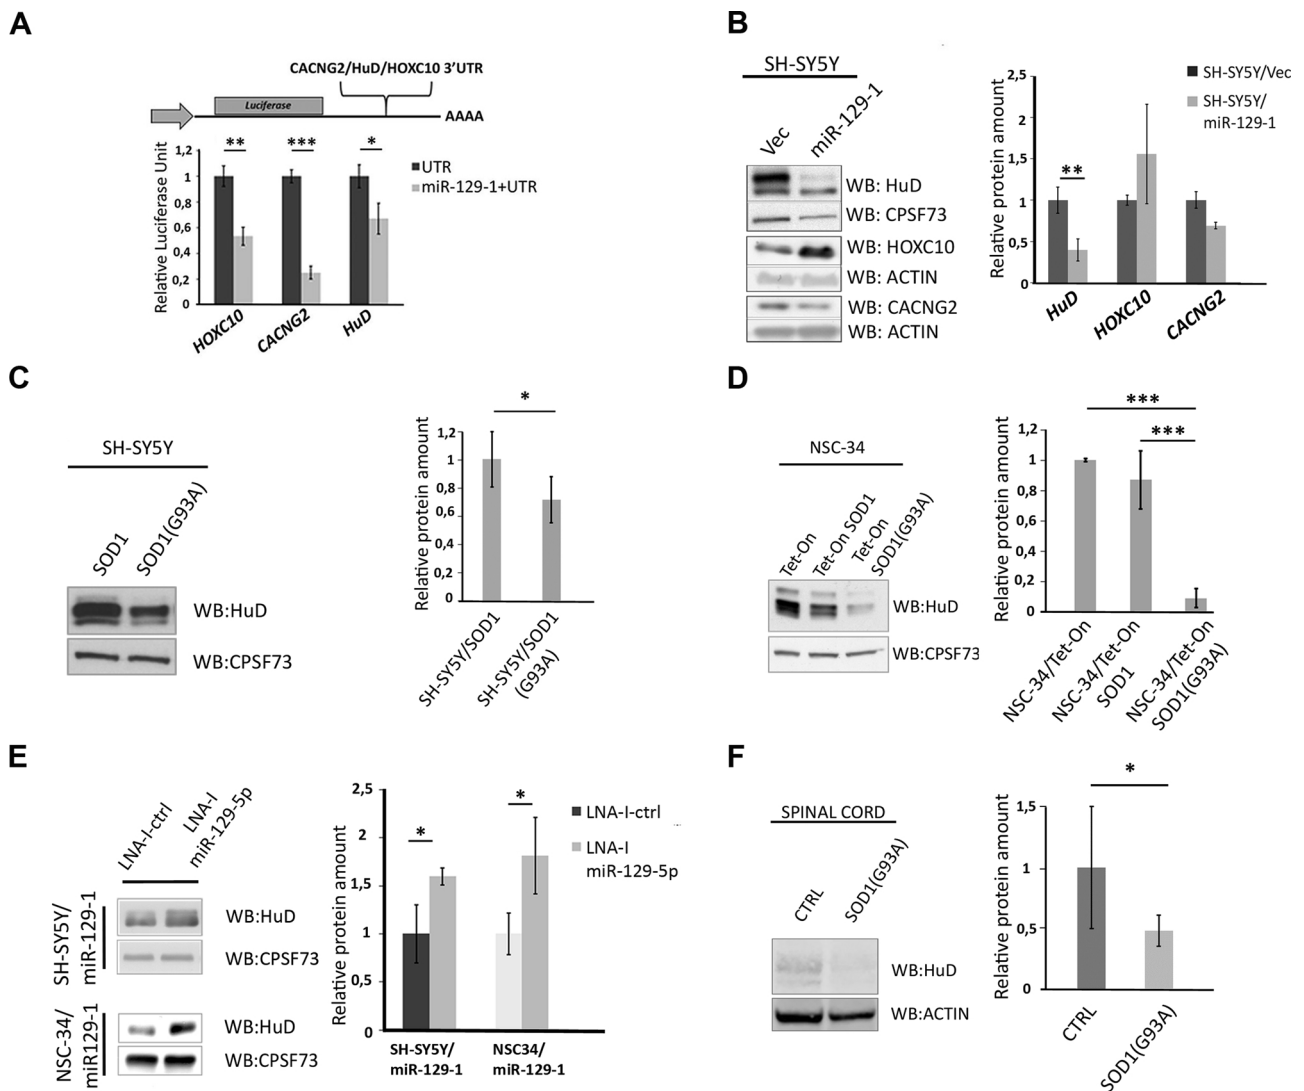 A
CACNG2/HuD/HOXC10 3'UTR
Luciferase
AAAA
Relative Luciferase Unit
1,2
1
0,8
0,6
0,4
0,2
0
**
***
*
UTR
miR-129-1+UTR
HOXC10
CACNG2
HuD
B
SH-SY5Y
Vec
miR-129-1
WB: HuD
WB: CPSF73
WB: HOXC10
WB: ACTIN
WB: CACNG2
WB: ACTIN
Relative protein amount
2,5
2
1,5
1
0,5
0
**
SH-SY5Y/Vec
SH-SY5Y/
miR-129-1
HuD
HOXC10
CACNG2
C
SH-SY5Y
SOD1
SOD1(G93A)
WB:HuD
WB:CPSF73
Relative protein amount
1,2
1
0,8
0,6
0,4
0,2
0
*
SH-SY5Y/SOD1
SH-SY5Y/SOD1
(G93A)
D
NSC-34
Tet-On
Tet-On SOD1
Tet-On
SOD1(G93A)
WB:HuD
WB:CPSF73
Relative protein amount
1,2
1
0,8
0,6
0,4
0,2
0
***
***
NSC-34/Tet-On
NSC-34/Tet-On
SOD1
NSC-34/Tet-On
SOD1(G93A)
E
LNA-I-ctrl
LNA-I
miR-129-5p
SH-SY5Y/
miR-129-1
WB:HuD
WB:CPSF73
NSC-34/
miR129-1
WB:HuD
WB:CPSF73
Relative protein amount
2,5
2
1,5
1
0,5
0
*
*
LNA-I-ctrl
LNA-I
miR-129-5p
SH-SY5Y/
miR-129-1
NSC34/
miR-129-1
F
SPINAL CORD
CTRL
SOD1(G93A)
WB:HuD
WB:ACTIN
Relative protein amount
1,5
1
0,5
0
*
CTRL
SOD1(G93A)